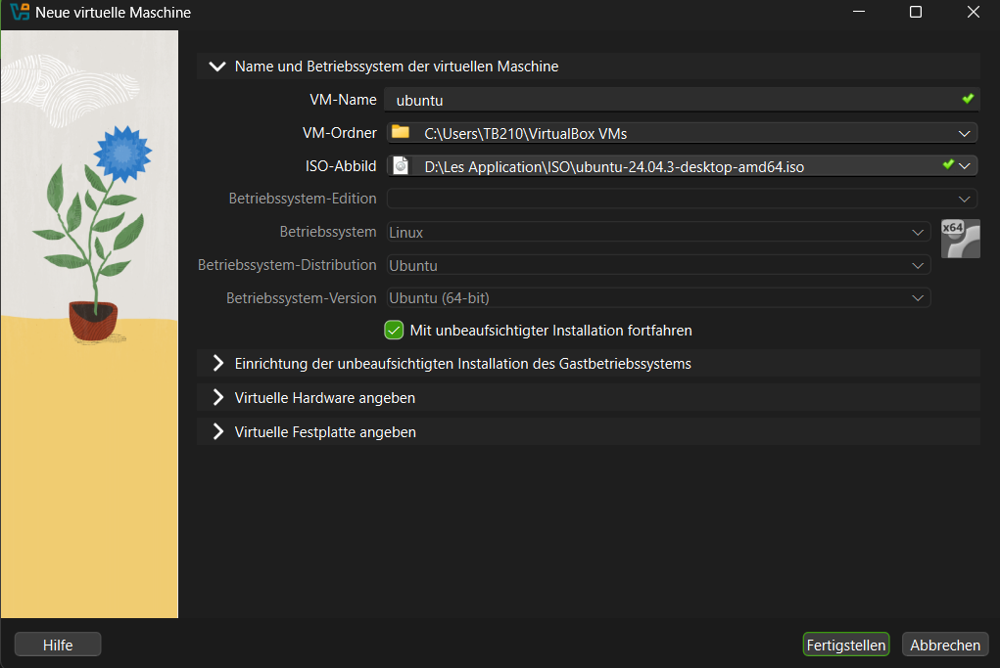 Neue virtuelle Maschine
Name und Betriebssystem der virtuellen Maschine
VM-Name ubuntu
VM-Ordner C:\Users\TB210\VirtualBox VMs
ISO-Abbild D:\Les Application\ISO\ubuntu-24.04.3-desktop-amd64.iso
Betriebssystem-Edition
Betriebssystem Linux x64
Betriebssystem-Distribution Ubuntu
Betriebssystem-Version Ubuntu (64-bit)
Mit unbeaufsichtigter Installation fortfahren
Einrichtung der unbeaufsichtigten Installation des Gastbetriebssystems
Virtuelle Hardware angeben
Virtuelle Festplatte angeben
Hilfe Fertigstellen Abbrechen